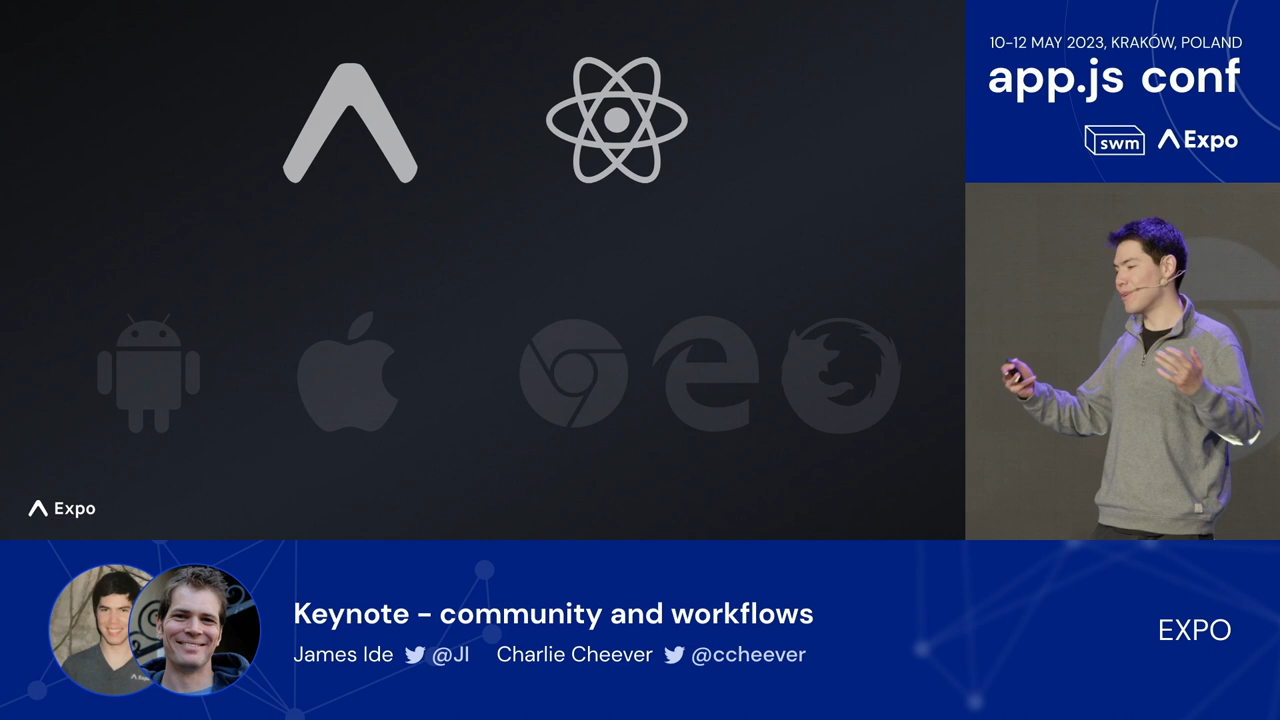 10-12 MAY 2023, KRAKÓW, POLAND
app.js conf
swm
Expo
Expo
Keynote - community and workflows
James Ide @JI Charlie Cheever @ccheever
EXPO